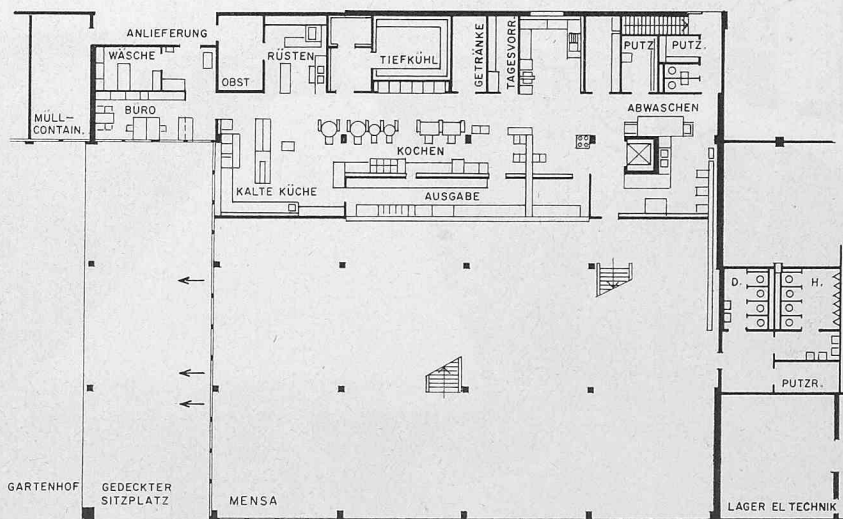 ANLIEFERUNG
WÄSCHE
OBST
RÜSTEN
TIEFKÜHL
GETRÄNKE
TAGESVORR.
PUTZ
PUTZ.
MÜLL-
CONTAIN.
BÜRO
ABWASCHEN
KOCHEN
KALTE KÜCHE
AUSGABE
D.
H.
PUTZR.
GARTENHOF
GEDECKTER
SITZPLATZ
MENSA
LAGER EL TECHNIK